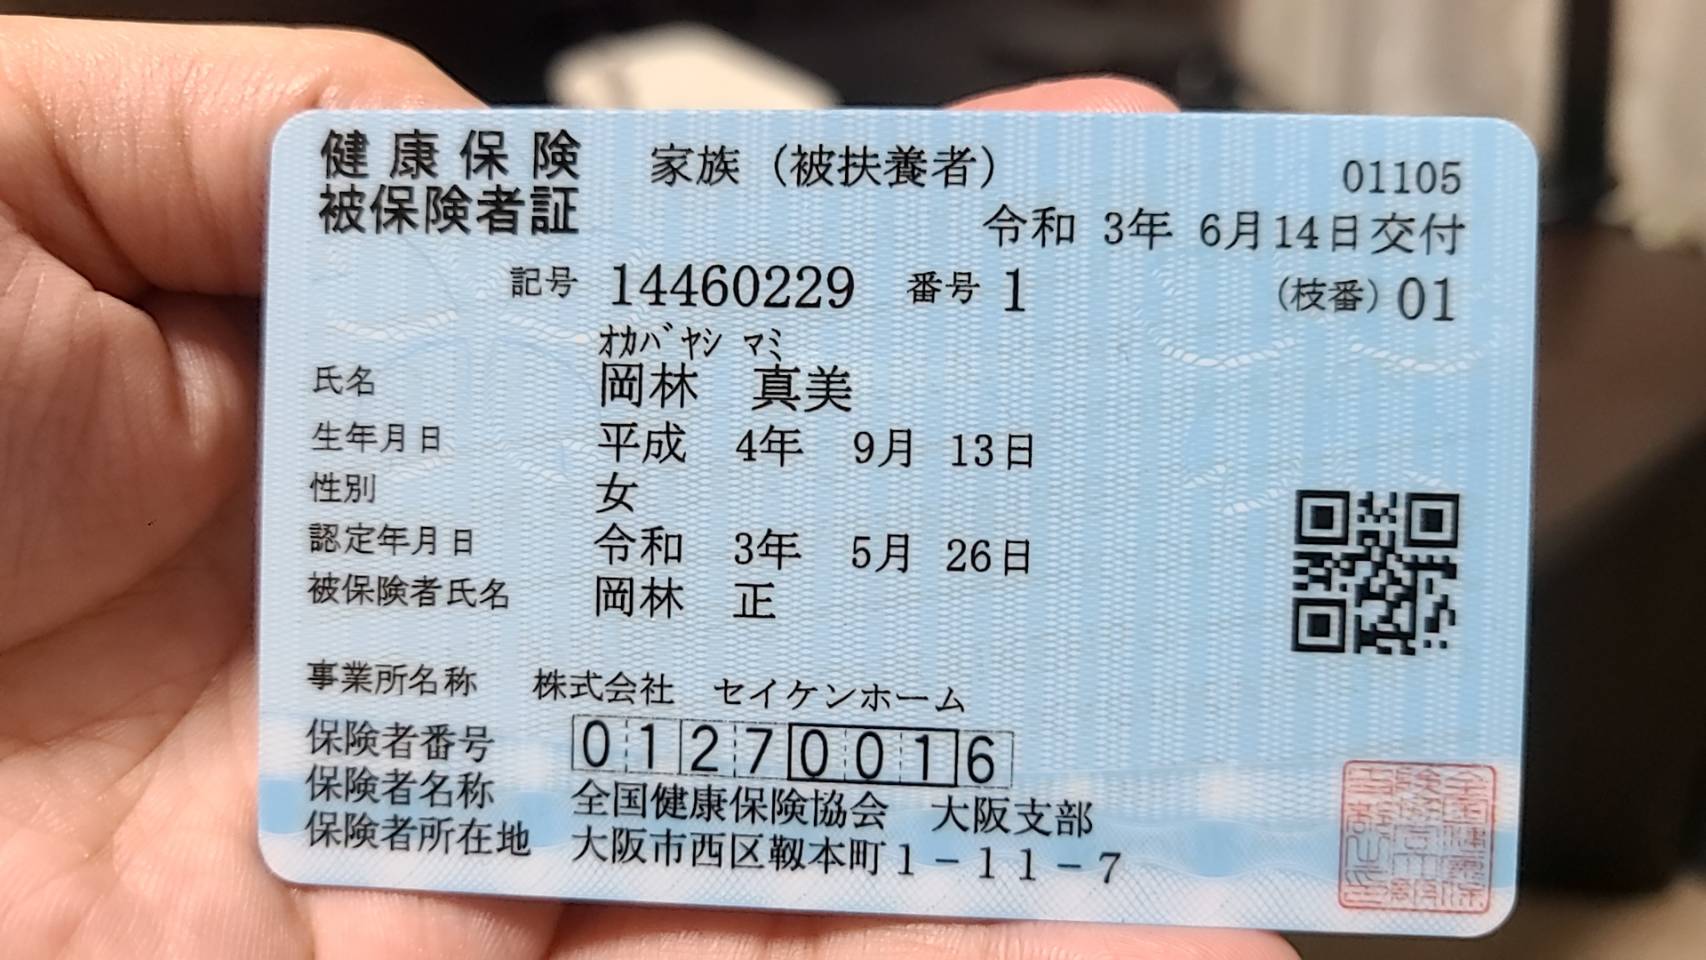 健康保険 家族（被扶養者） 01105
被保険者証 令和 3年 6月14日交付
記号 14460229 番号 1 （枝番）01
ｵｶﾊﾞﾔｼ ﾏﾐ
氏名 岡林 真美
生年月日 平成 4年 9月 13日
性別 女
認定年月日 令和 3年 5月 26日
被保険者氏名 岡林 正
事業所名称 株式会社 セイケンホーム
保険者番号 01270016
保険者名称 全国健康保険協会 大阪支部
保険者所在地 大阪市西区靱本町1－11－7